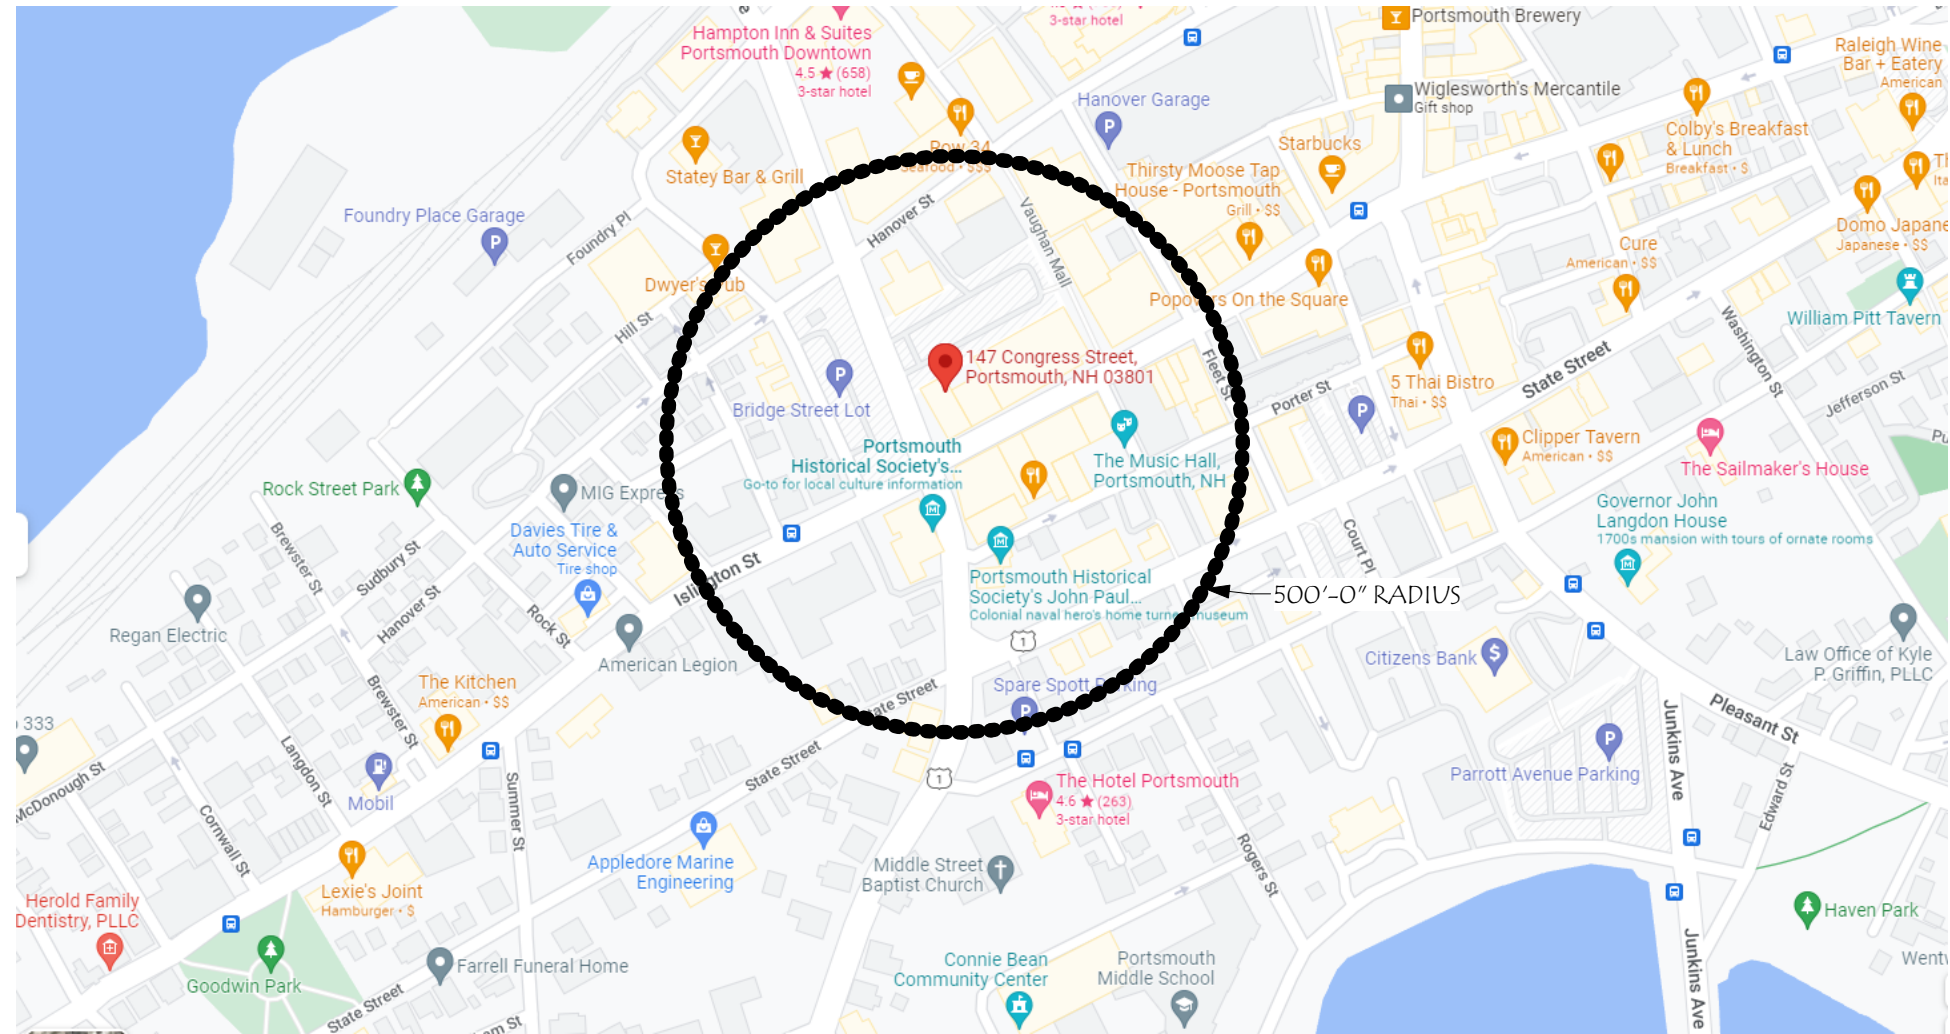 3-star hotel
Portsmouth Brewery
Hampton Inn & Suites
Portsmouth Downtown
4.5 ★ (658)
3-star hotel
Raleigh Wine
Bar + Eatery
American
Hanover Garage
Wiglesworth's Mercantile
Gift shop
Colby's Breakfast
& Lunch
Breakfast • $
Row 34
Seafood • $$$
Starbucks
Statey Bar & Grill
Thirsty Moose Tap
House - Portsmouth
Grill • $$
Foundry Place Garage
Foundry Pl
Hanover St
Vaughan Mall
Domo Japane
Japanese • $$
Cure
American • $$
Dwyer's Pub
Popovers On the Square
William Pitt Tavern
Hill St
Washington St
147 Congress Street,
Portsmouth, NH 03801
Fleet St
Porter St
State Street
5 Thai Bistro
Thai • $$
Jefferson St
Bridge Street Lot
Portsmouth
Historical Society's...
Go-to for local culture information
The Music Hall,
Portsmouth, NH
Clipper Tavern
American • $$
The Sailmaker's House
Rock Street Park
MIG Express
Governor John
Langdon House
1700s mansion with tours of ornate rooms
Davies Tire &
Auto Service
Tire shop
Brewster St
Sudbury St
Hanover St
Rock St
Islington St
Court Pl
Portsmouth Historical
Society's John Paul...
Colonial naval hero's home turned museum
500'-0" RADIUS
Regan Electric
American Legion
1
Citizens Bank
Law Office of Kyle
P. Griffin, PLLC
The Kitchen
American • $$
Brewster St
State Street
Spare Spott Parking
Pleasant St
Junkins Ave
333
McDonough St
Langdon St
Mobil
Summer St
State Street
1
The Hotel Portsmouth
4.6 ★ (263)
3-star hotel
Parrott Avenue Parking
Edward St
Cornwall St
Appledore Marine
Engineering
Middle Street
Baptist Church
Rogers St
Lexie's Joint
Hamburger • $
Herold Family
Dentistry, PLLC
Haven Park
Goodwin Park
Farrell Funeral Home
State Street
Connie Bean
Community Center
Portsmouth
Middle School
Junkins Ave